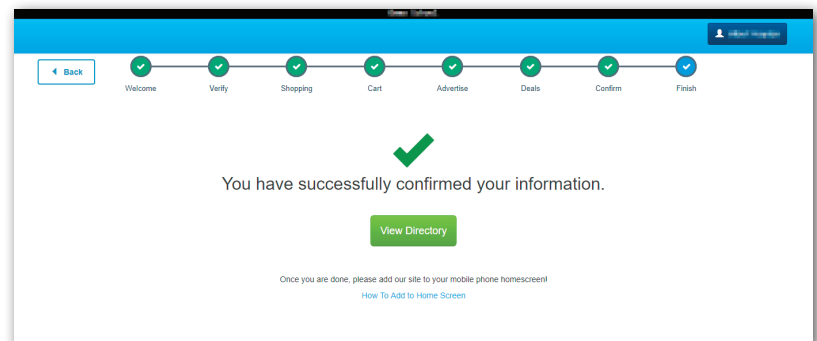 Back
Welcome
Verify
Shopping
Cart
Advertise
Deals
Confirm
Finish
You have successfully confirmed your information.
View Directory
Once you are done, please add our site to your mobile phone homescreen!
How To Add to Home Screen